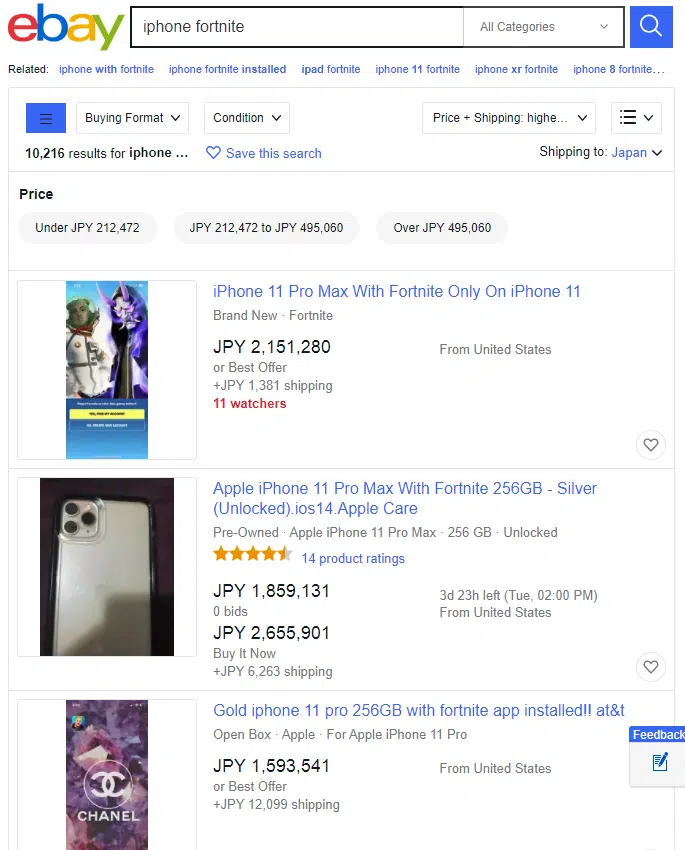 ebay
iphone fortnite
All Categories
Related: iphone with fortnite iphone fortnite installed ipad fortnite iphone 11 fortnite iphone xr fortnite iphone 8 fortnite…
Buying Format Condition Price + Shipping: highe...
10,216 results for iphone ... Save this search Shipping to: Japan
Price
Under JPY 212,472 JPY 212,472 to JPY 495,060 Over JPY 495,060
iPhone 11 Pro Max With Fortnite Only On iPhone 11
Brand New · Fortnite
JPY 2,151,280
or Best Offer
+JPY 1,381 shipping
11 watchers
From United States
Apple iPhone 11 Pro Max With Fortnite 256GB - Silver
(Unlocked).ios14.Apple Care
Pre-Owned · Apple iPhone 11 Pro Max · 256 GB · Unlocked
14 product ratings
JPY 1,859,131
0 bids
JPY 2,655,901
Buy It Now
+JPY 6,263 shipping
3d 23h left (Tue, 02:00 PM)
From United States
CHANEL
Gold iphone 11 pro 256GB with fortnite app installed!! at&t
Open Box · Apple · For Apple iPhone 11 Pro
JPY 1,593,541
or Best Offer
+JPY 12,099 shipping
From United States
Feedback